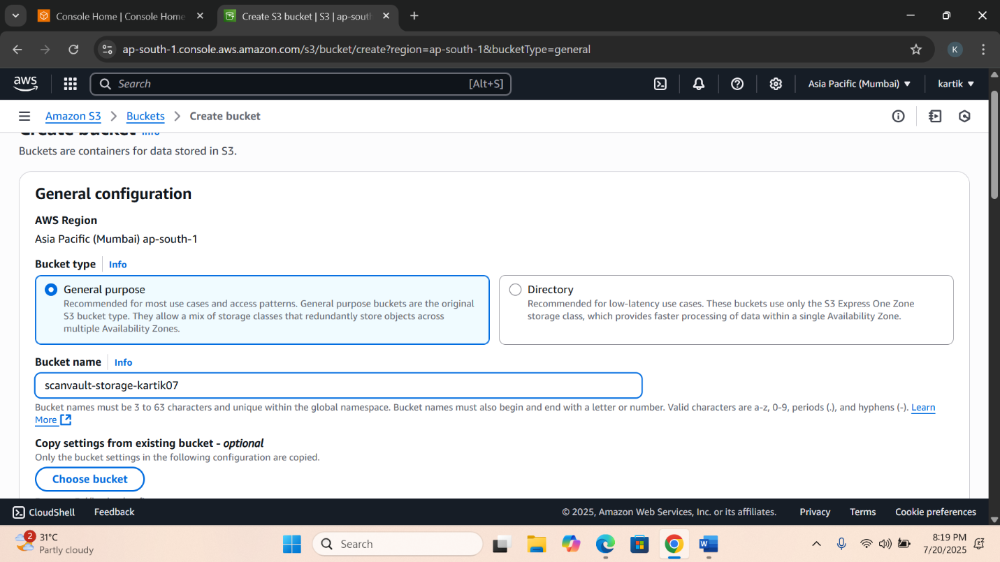 Console Home | Console Home
Create S3 bucket | S3 | ap-south
ap-south-1.console.aws.amazon.com/s3/bucket/create?region=ap-south-1&bucketType=general
K
aws
Search
[Alt+S]
Asia Pacific (Mumbai)
kartik
Amazon S3
Buckets
Create bucket
Create bucket Info
Buckets are containers for data stored in S3.
General configuration
AWS Region
Asia Pacific (Mumbai) ap-south-1
Bucket type
Info
General purpose
Recommended for most use cases and access patterns. General purpose buckets are the original
S3 bucket type. They allow a mix of storage classes that redundantly store objects across
multiple Availability Zones.
Directory
Recommended for low-latency use cases. These buckets use only the S3 Express One Zone
storage class, which provides faster processing of data within a single Availability Zone.
Bucket name
Info
scanvault-storage-kartik07
Bucket names must be 3 to 63 characters and unique within the global namespace. Bucket names must also begin and end with a letter or number. Valid characters are a-z, 0-9, periods (.), and hyphens (-). Learn
More
Copy settings from existing bucket - optional
Only the bucket settings in the following configuration are copied.
Choose bucket
CloudShell
Feedback
© 2025, Amazon Web Services, Inc. or its affiliates.
Privacy
Terms
Cookie preferences
2
31°C
Partly cloudy
Search
W
8:19 PM
7/20/2025